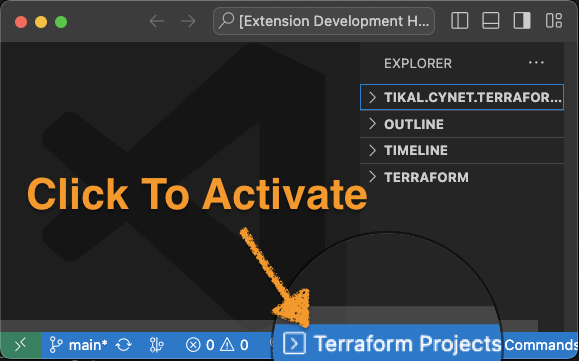 [Extension Development H...
EXPLORER
TIKAL.CYNET.TERRAFOR...
OUTLINE
TIMELINE
TERRAFORM
Click To Activate
main* 0 0 Terraform Projects Commands